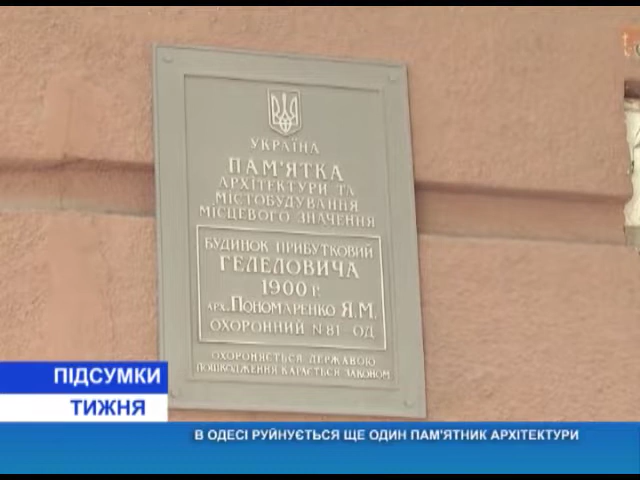 УКРАЇНА
ПАМ'ЯТКА
АРХІТЕКТУРИ ТА
МІСТОБУДУВАННЯ
МІСЦЕВОГО ЗНАЧЕННЯ
БУДИНОК ПРИБУТКОВИЙ
ГЕЛЕЛОВИЧА
1900 г.
АРХ. ПОНОМАРЕНКО Я.М.
ОХОРОННИЙ N 81 ОД
ОХОРОНЯЄТЬСЯ ДЕРЖАВОЮ
ПОШКОДЖЕННЯ КАРАЄТЬСЯ ЗАКОНОМ
ПІДСУМКИ
ТИЖНЯ
В ОДЕСІ РУЙНУЄТЬСЯ ЩЕ ОДИН ПАМ'ЯТНИК АРХІТЕКТУРИ